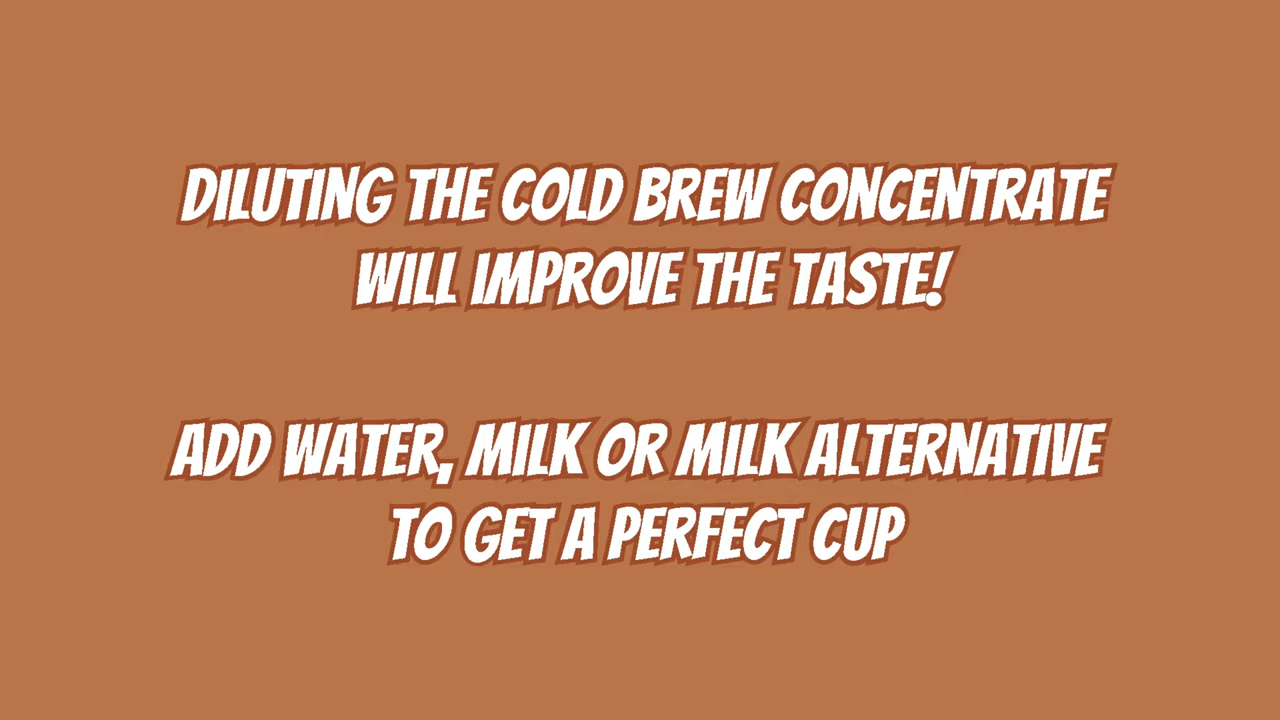 DILUTING THE COLD BREW CONCENTRATE
WILL IMPROVE THE TASTE!
ADD WATER, MILK OR MILK ALTERNATIVE
TO GET A PERFECT CUP